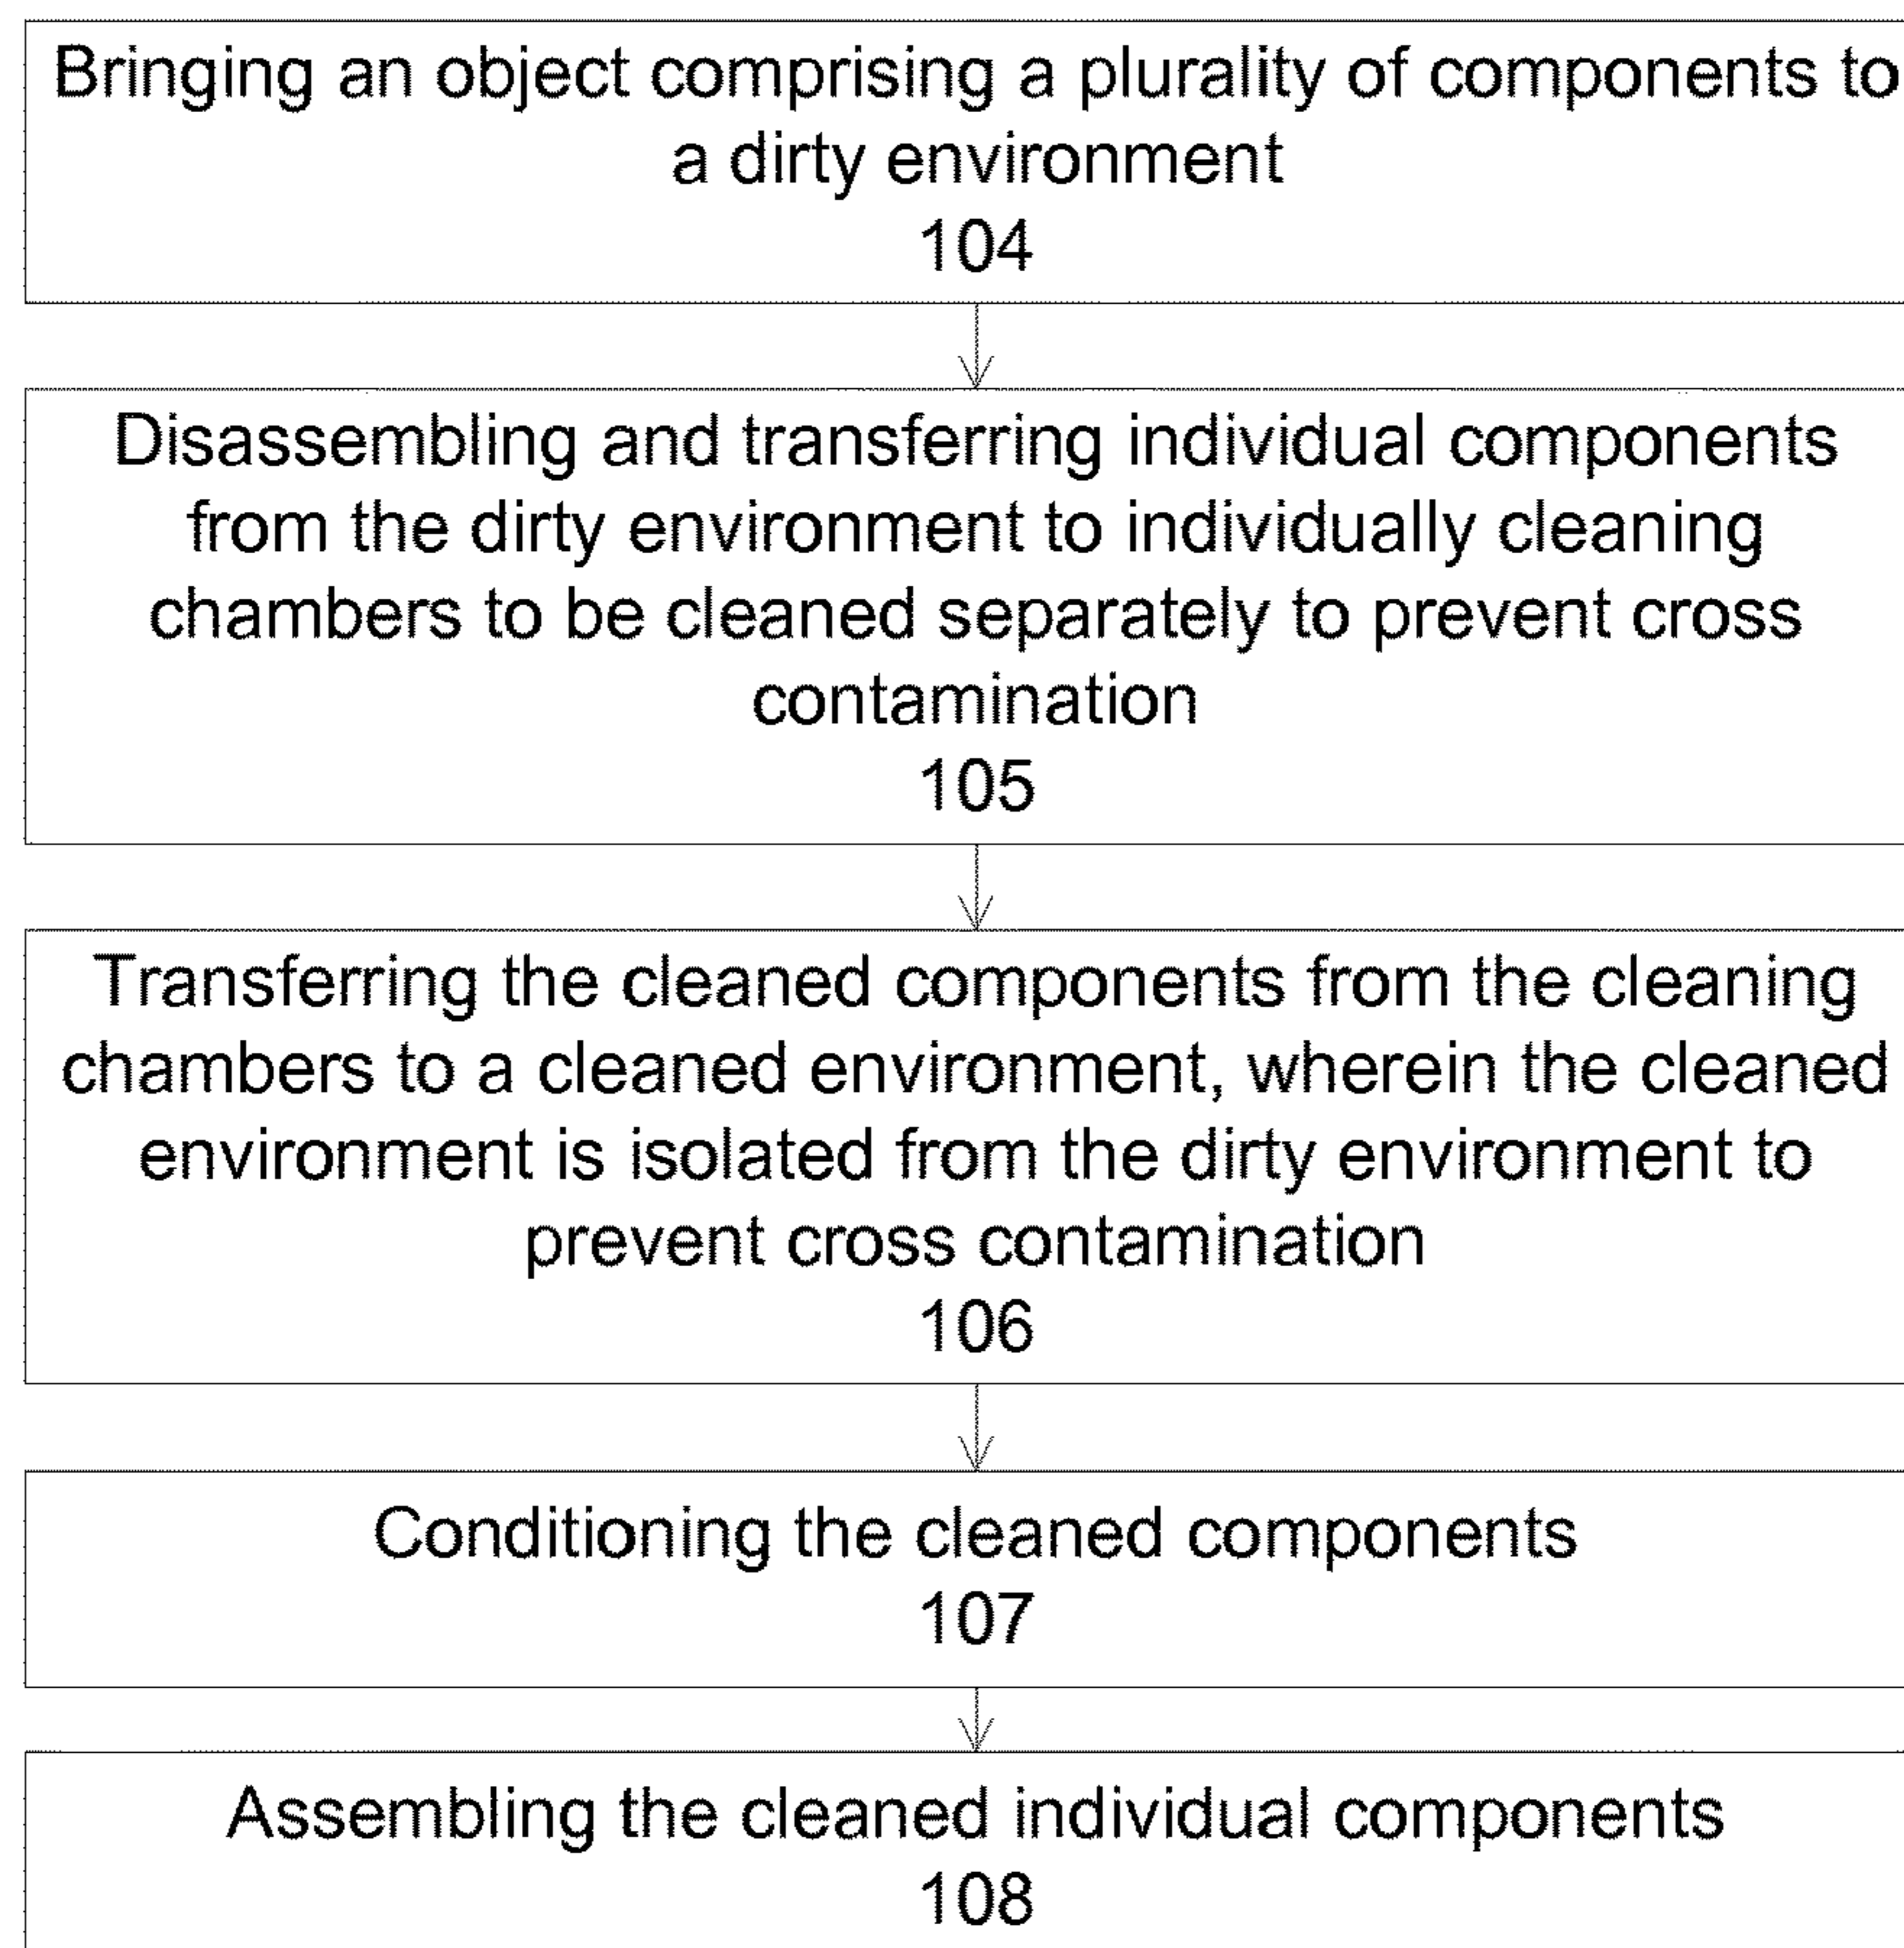 Bringing an object comprising a plurality of components to
a dirty environment
104
Disassembling and transferring individual components
from the dirty environment to individually cleaning
chambers to be cleaned separately to prevent cross
contamination
105
Transferring the cleaned components from the cleaning
chambers to a cleaned environment, wherein the cleaned
environment is isolated from the dirty environment to
prevent cross contamination
106
Conditioning the cleaned components
107
Assembling the cleaned individual components
108